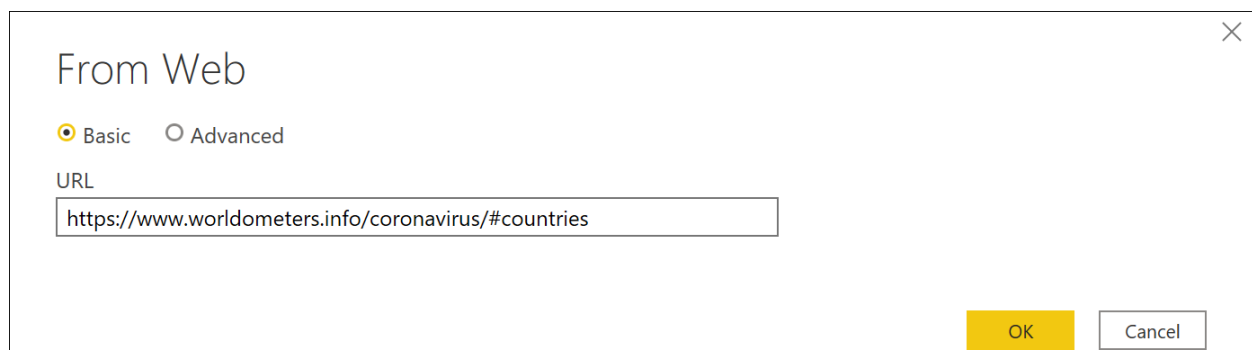 From Web
Basic Advanced
URL
https://www.worldometers.info/coronavirus/#countries
OK Cancel